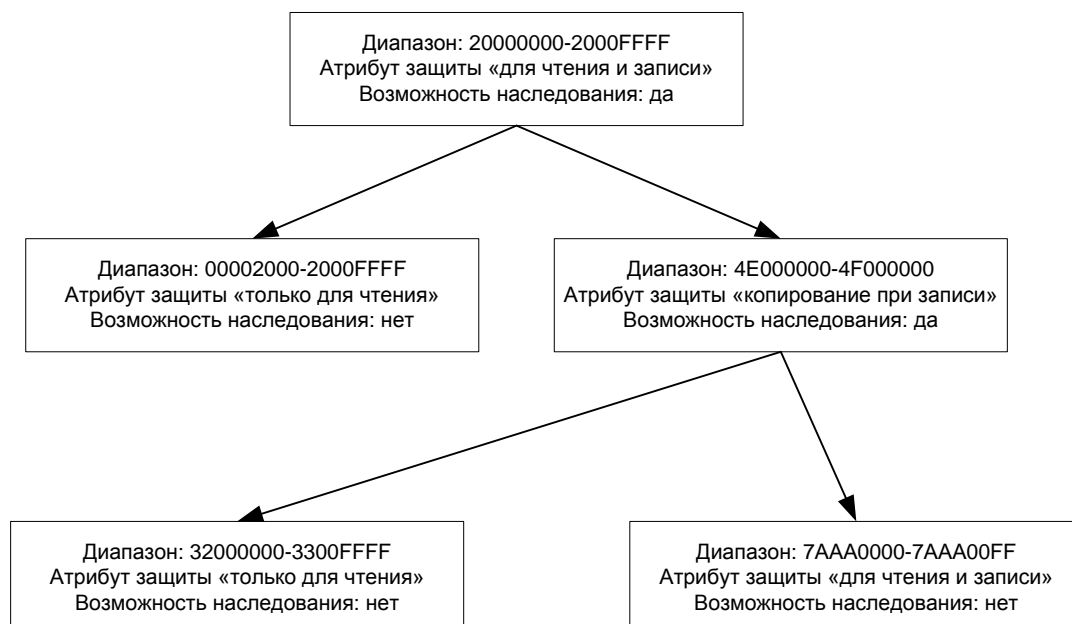 Диапазон: 20000000-2000FFFF
Атрибут защиты «для чтения и записи»
Возможность наследования: да
Диапазон: 00002000-2000FFFF
Атрибут защиты «только для чтения»
Возможность наследования: нет
Диапазон: 4E000000-4F000000
Атрибут защиты «копирование при записи»
Возможность наследования: да
Диапазон: 32000000-3300FFFF
Атрибут защиты «только для чтения»
Возможность наследования: нет
Диапазон: 7AAA0000-7AAA00FF
Атрибут защиты «для чтения и записи»
Возможность наследования: нет